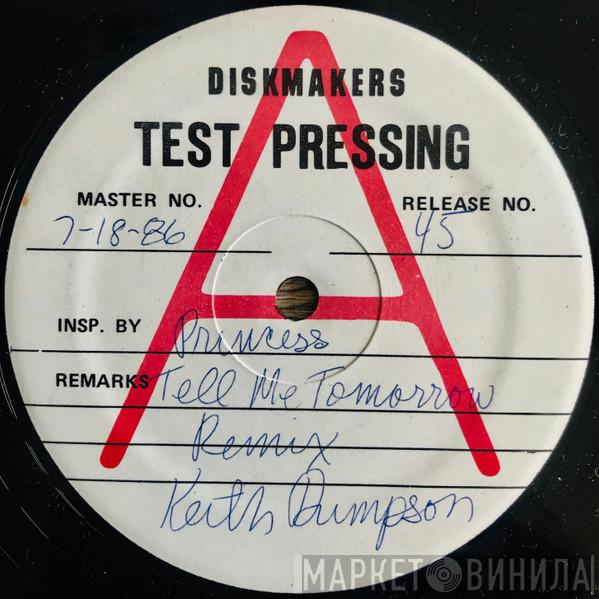 DISKMAKERS
TEST PRESSING
MASTER NO. RELEASE NO.
7-18-86 45
INSP. BY Princess
REMARKS Tell Me Tomorrow
Remix
Keith Dumpson
A
МАРКЕТ ВИНИЛА